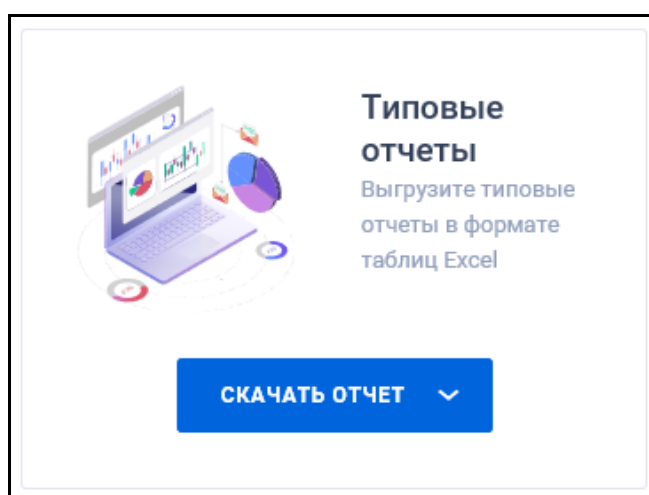 Типовые
отчеты
Выгрузите типовые
отчеты в формате
таблиц Excel
СКАЧАТЬ ОТЧЕТ